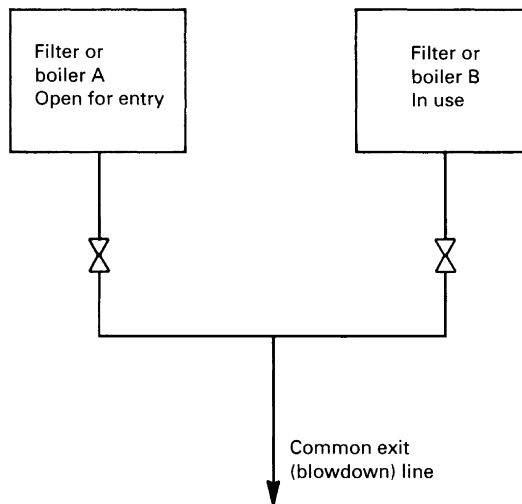 Filter or
boiler A
Open for entry
Filter or
boiler B
In use
Common exit
(blowdown) line